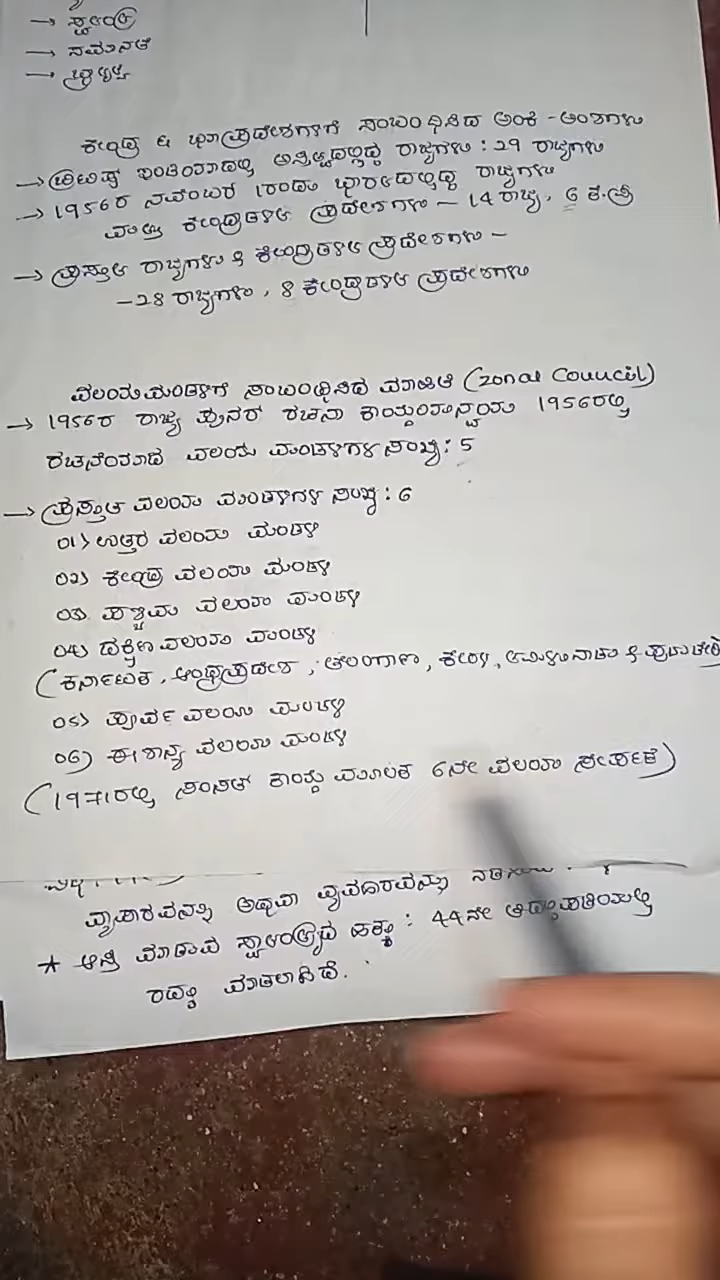 → ಸ್ವತಂತ್ರ
→ ಸಮಾನತೆ
→ ಭ್ರಾತೃತ್ವ
ಕೇಂದ್ರ & ಭೂಪ್ರದೇಶಗಳಿಗೆ ಸಂಬಂಧಿಸಿದ ಅಂಕಿ-ಅಂಶಗಳು
→ ಬ್ರಿಟಿಷ್ ಇಂಡಿಯಾದಲ್ಲಿ ಅಸ್ತಿತ್ವದಲ್ಲಿದ್ದ ರಾಜ್ಯಗಳು : 29 ರಾಜ್ಯಗಳು
→ 1956ರ ನವೆಂಬರ 1ರಂದು ಭಾರತದಲ್ಲಿದ್ದ ರಾಜ್ಯಗಳು
ಮತ್ತು ಕೇಂದ್ರಾಡಳಿತ ಪ್ರದೇಶಗಳು – 14 ರಾಜ್ಯ, 6 ಕೇ.ಪ್ರ
→ ಪ್ರಸ್ತುತ ರಾಜ್ಯಗಳು & ಕೇಂದ್ರಾಡಳಿತ ಪ್ರದೇಶಗಳು –
– 28 ರಾಜ್ಯಗಳು, 8 ಕೇಂದ್ರಾಡಳಿತ ಪ್ರದೇಶಗಳು
ವಲಯ ಮಂಡಳಿಗೆ ಸಂಬಂಧಿಸಿದ ಮಾಹಿತಿ (Zonal Council)
→ 1956ರ ರಾಜ್ಯ ಪುನರ್ ರಚನಾ ಕಾಯ್ದೆಯನ್ವಯ 1956ರಲ್ಲಿ
ರಚನೆಯಾದ ವಲಯ ಮಂಡಳಿಗಳ ಸಂಖ್ಯೆ : 5
→ ಪ್ರಸ್ತುತ ವಲಯ ಮಂಡಳಿಗಳ ಸಂಖ್ಯೆ : 6
01) ಉತ್ತರ ವಲಯ ಮಂಡಳಿ
02) ಕೇಂದ್ರ ವಲಯ ಮಂಡಳಿ
03) ಪಶ್ಚಿಮ ವಲಯ ಮಂಡಳಿ
04) ದಕ್ಷಿಣ ವಲಯ ಮಂಡಳಿ
(ಕರ್ನಾಟಕ, ಆಂಧ್ರಪ್ರದೇಶ, ತೆಲಂಗಾಣ, ಕೇರಳ, ತಮಿಳುನಾಡು & ಪುದುಚೇರಿ)
05) ಪೂರ್ವ ವಲಯ ಮಂಡಳಿ
06) ಈಶಾನ್ಯ ವಲಯ ಮಂಡಳಿ
(1971ರಲ್ಲಿ ಸಂಸತ್ ಕಾಯ್ದೆ ಮೂಲಕ 6ನೇ ವಲಯ ಸೇರ್ಪಡೆ)
ವ್ಯಾಪಾರವನ್ನು ಅಥವಾ ವ್ಯವಹಾರವನ್ನು
★ ಆಸ್ತಿ ಮಾಡುವ ಸ್ವಾತಂತ್ರ್ಯದ ಹಕ್ಕು : 44ನೇ ತಿದ್ದುಪಡಿಯಲ್ಲಿ
ರದ್ದು ಮಾಡಲಾಗಿದೆ.